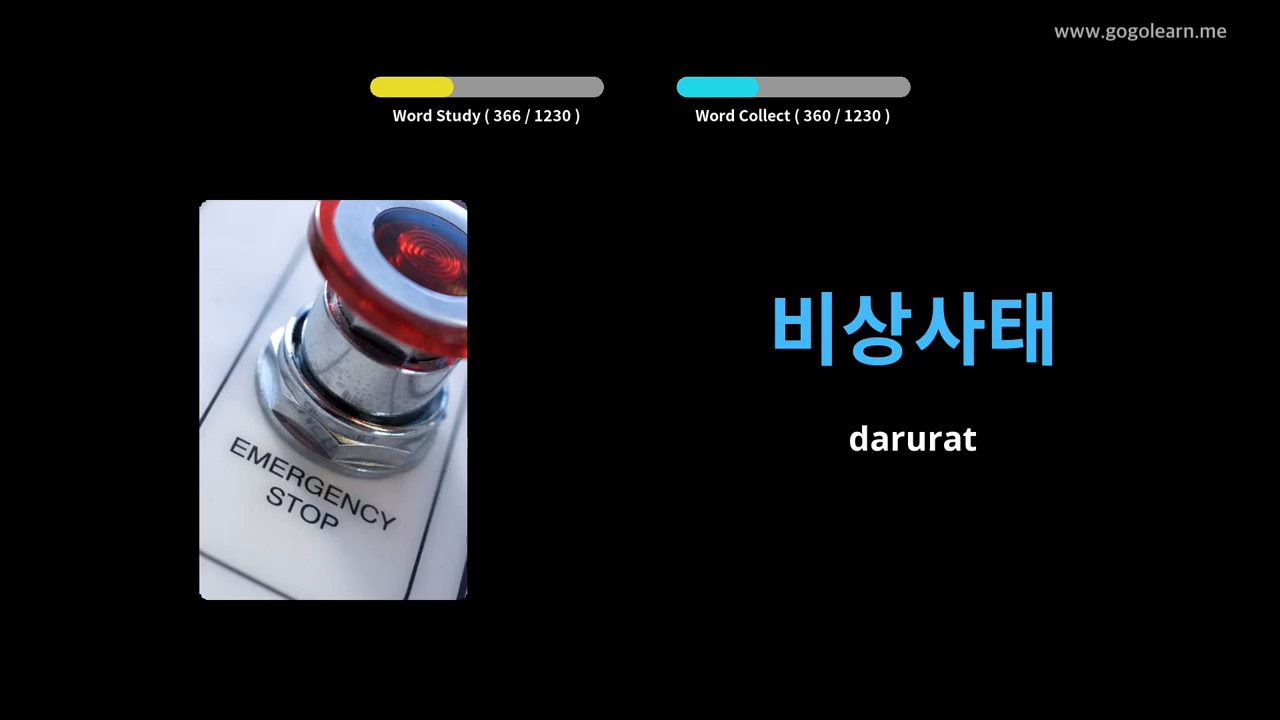 www.gogolearn.me
Word Study ( 366 / 1230 )
Word Collect ( 360 / 1230 )
EMERGENCY
STOP
비상사태
darurat